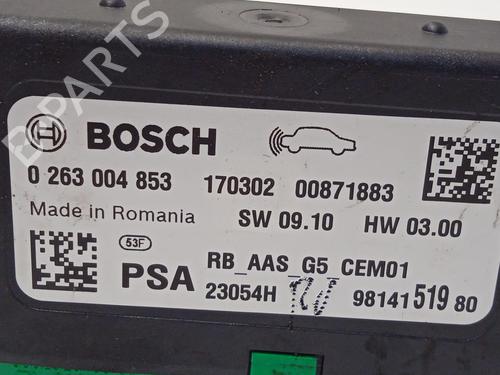 B-PARTS
BOSCH
0 263 004 853 170302 00871883
Made in Romania SW 09.10 HW 03.00
53F
PSA RB_AAS_G5_CEM01
23054H 98141 519 80